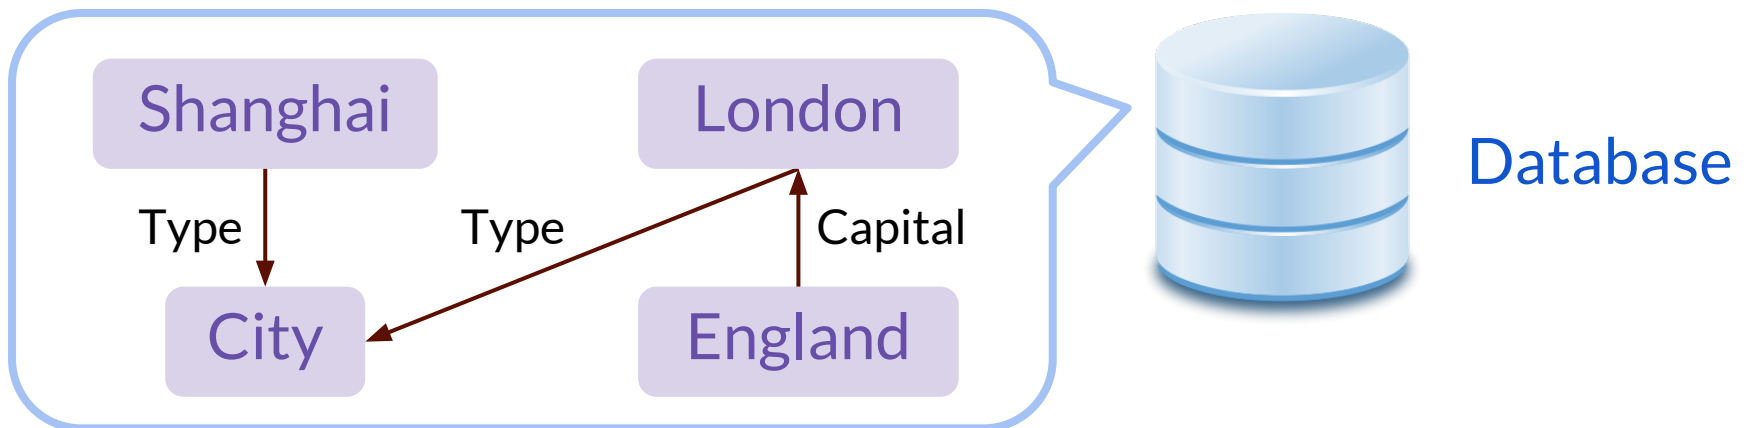 Shanghai
London
Database
Type
Type
Capital
City
England